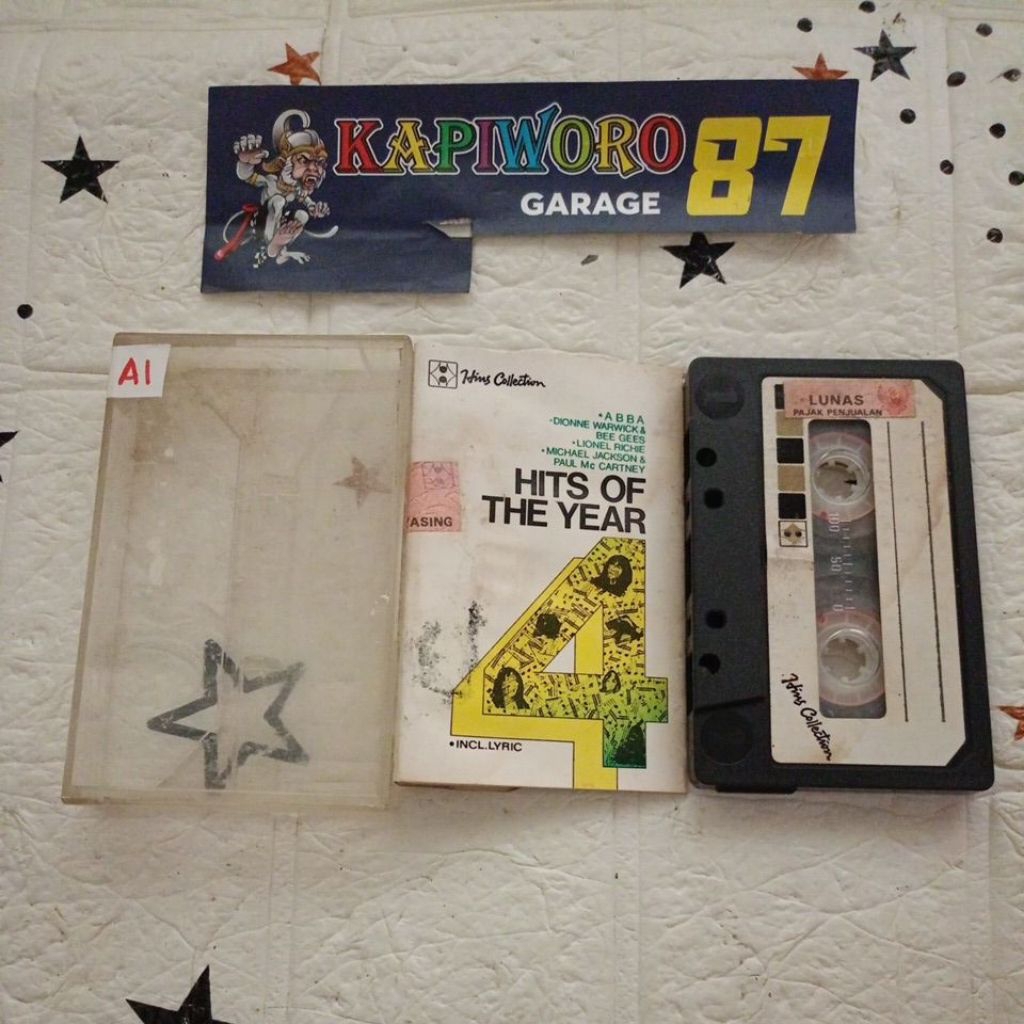 KAPIWORO 87
GARAGE
A1
Hins Collection
• ABBA
• DIONNE WARWICK &
BEE GEES
• LIONEL RICHIE
• MICHAEL JACKSON &
PAUL Mc CARTNEY
HITS OF
THE YEAR
ASING
4
• INCL.LYRIC
LUNAS
PAJAK PENJUALAN
100 50 0
Hins Collection